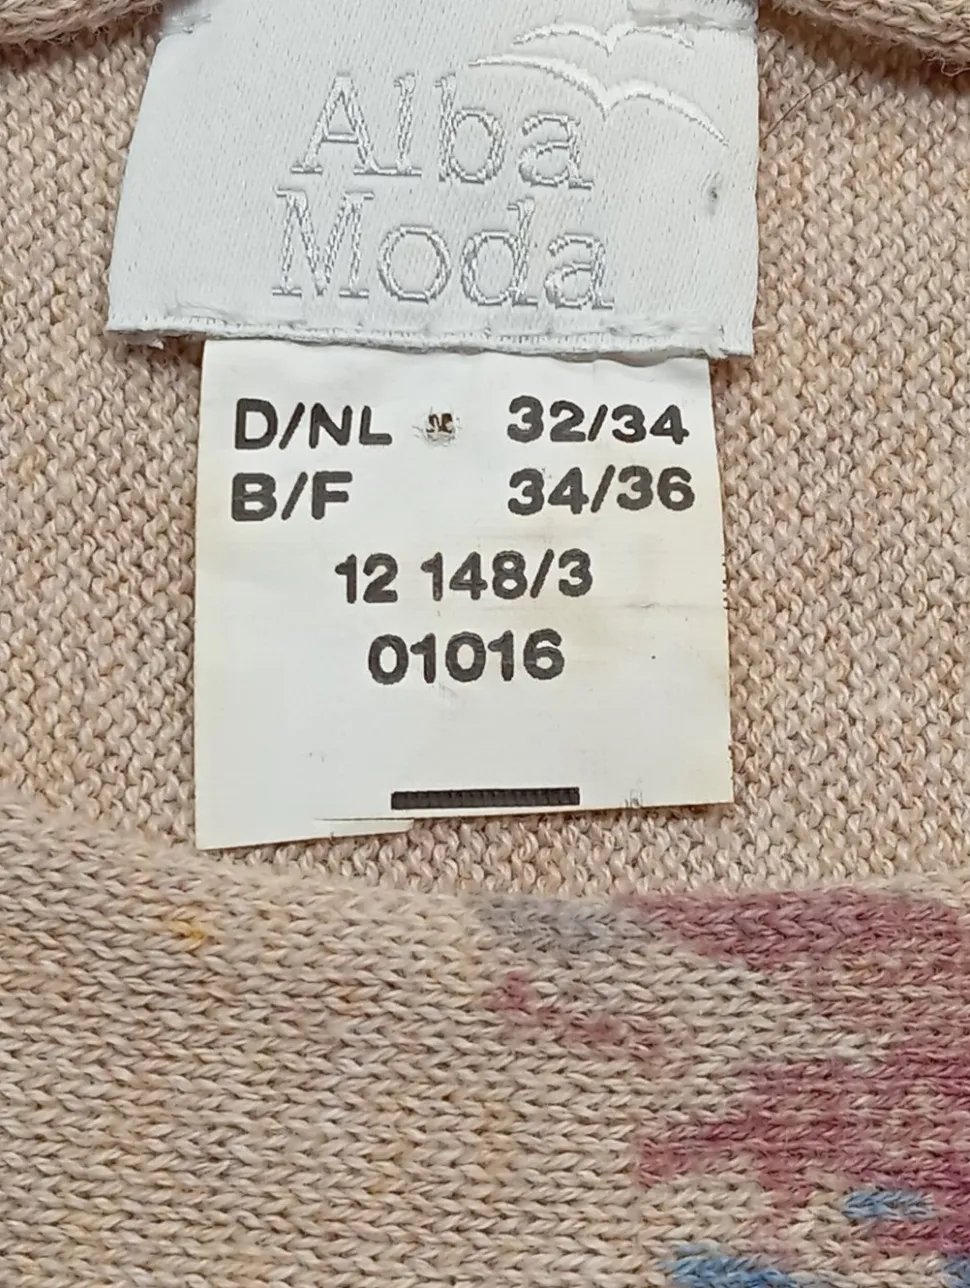 Alba
Moda
D/NL 32/34
B/F 34/36
12 148/3
01016